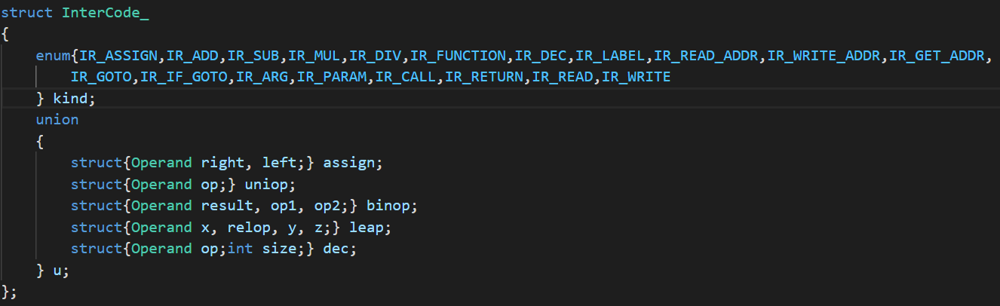 struct InterCode_
{
    enum{IR_ASSIGN,IR_ADD,IR_SUB,IR_MUL,IR_DIV,IR_FUNCTION,IR_DEC,IR_LABEL,IR_READ_ADDR,IR_WRITE_ADDR,IR_GET_ADDR,
        IR_GOTO,IR_IF_GOTO,IR_ARG,IR_PARAM,IR_CALL,IR_RETURN,IR_READ,IR_WRITE
    } kind;
    union
    {
        struct{Operand right, left;} assign;
        struct{Operand op;} uniop;
        struct{Operand result, op1, op2;} binop;
        struct{Operand x, relop, y, z;} leap;
        struct{Operand op;int size;} dec;
    } u;
};